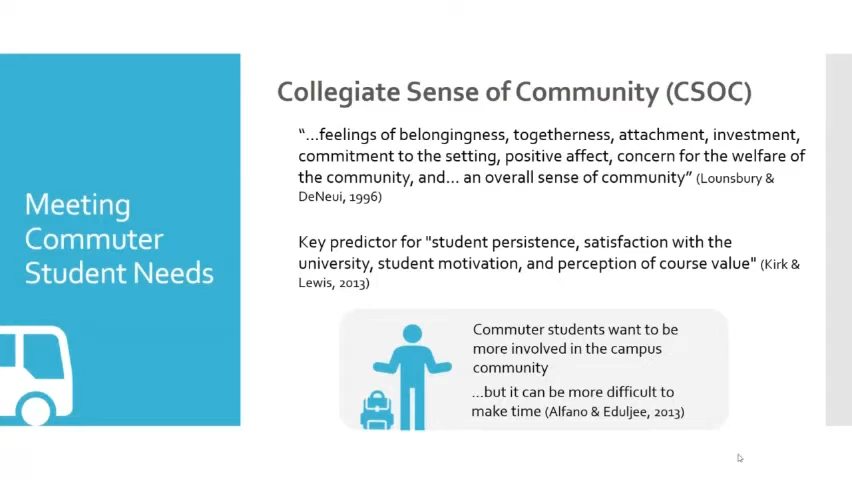 Meeting
Commuter
Student Needs
Collegiate Sense of Community (CSOC)
“…feelings of belongingness, togetherness, attachment, investment,
commitment to the setting, positive affect, concern for the welfare of
the community, and… an overall sense of community” (Lounsbury &
DeNeui, 1996)
Key predictor for "student persistence, satisfaction with the
university, student motivation, and perception of course value" (Kirk &
Lewis, 2013)
Commuter students want to be
more involved in the campus
community
…but it can be more difficult to
make time (Alfano & Eduljee, 2013)